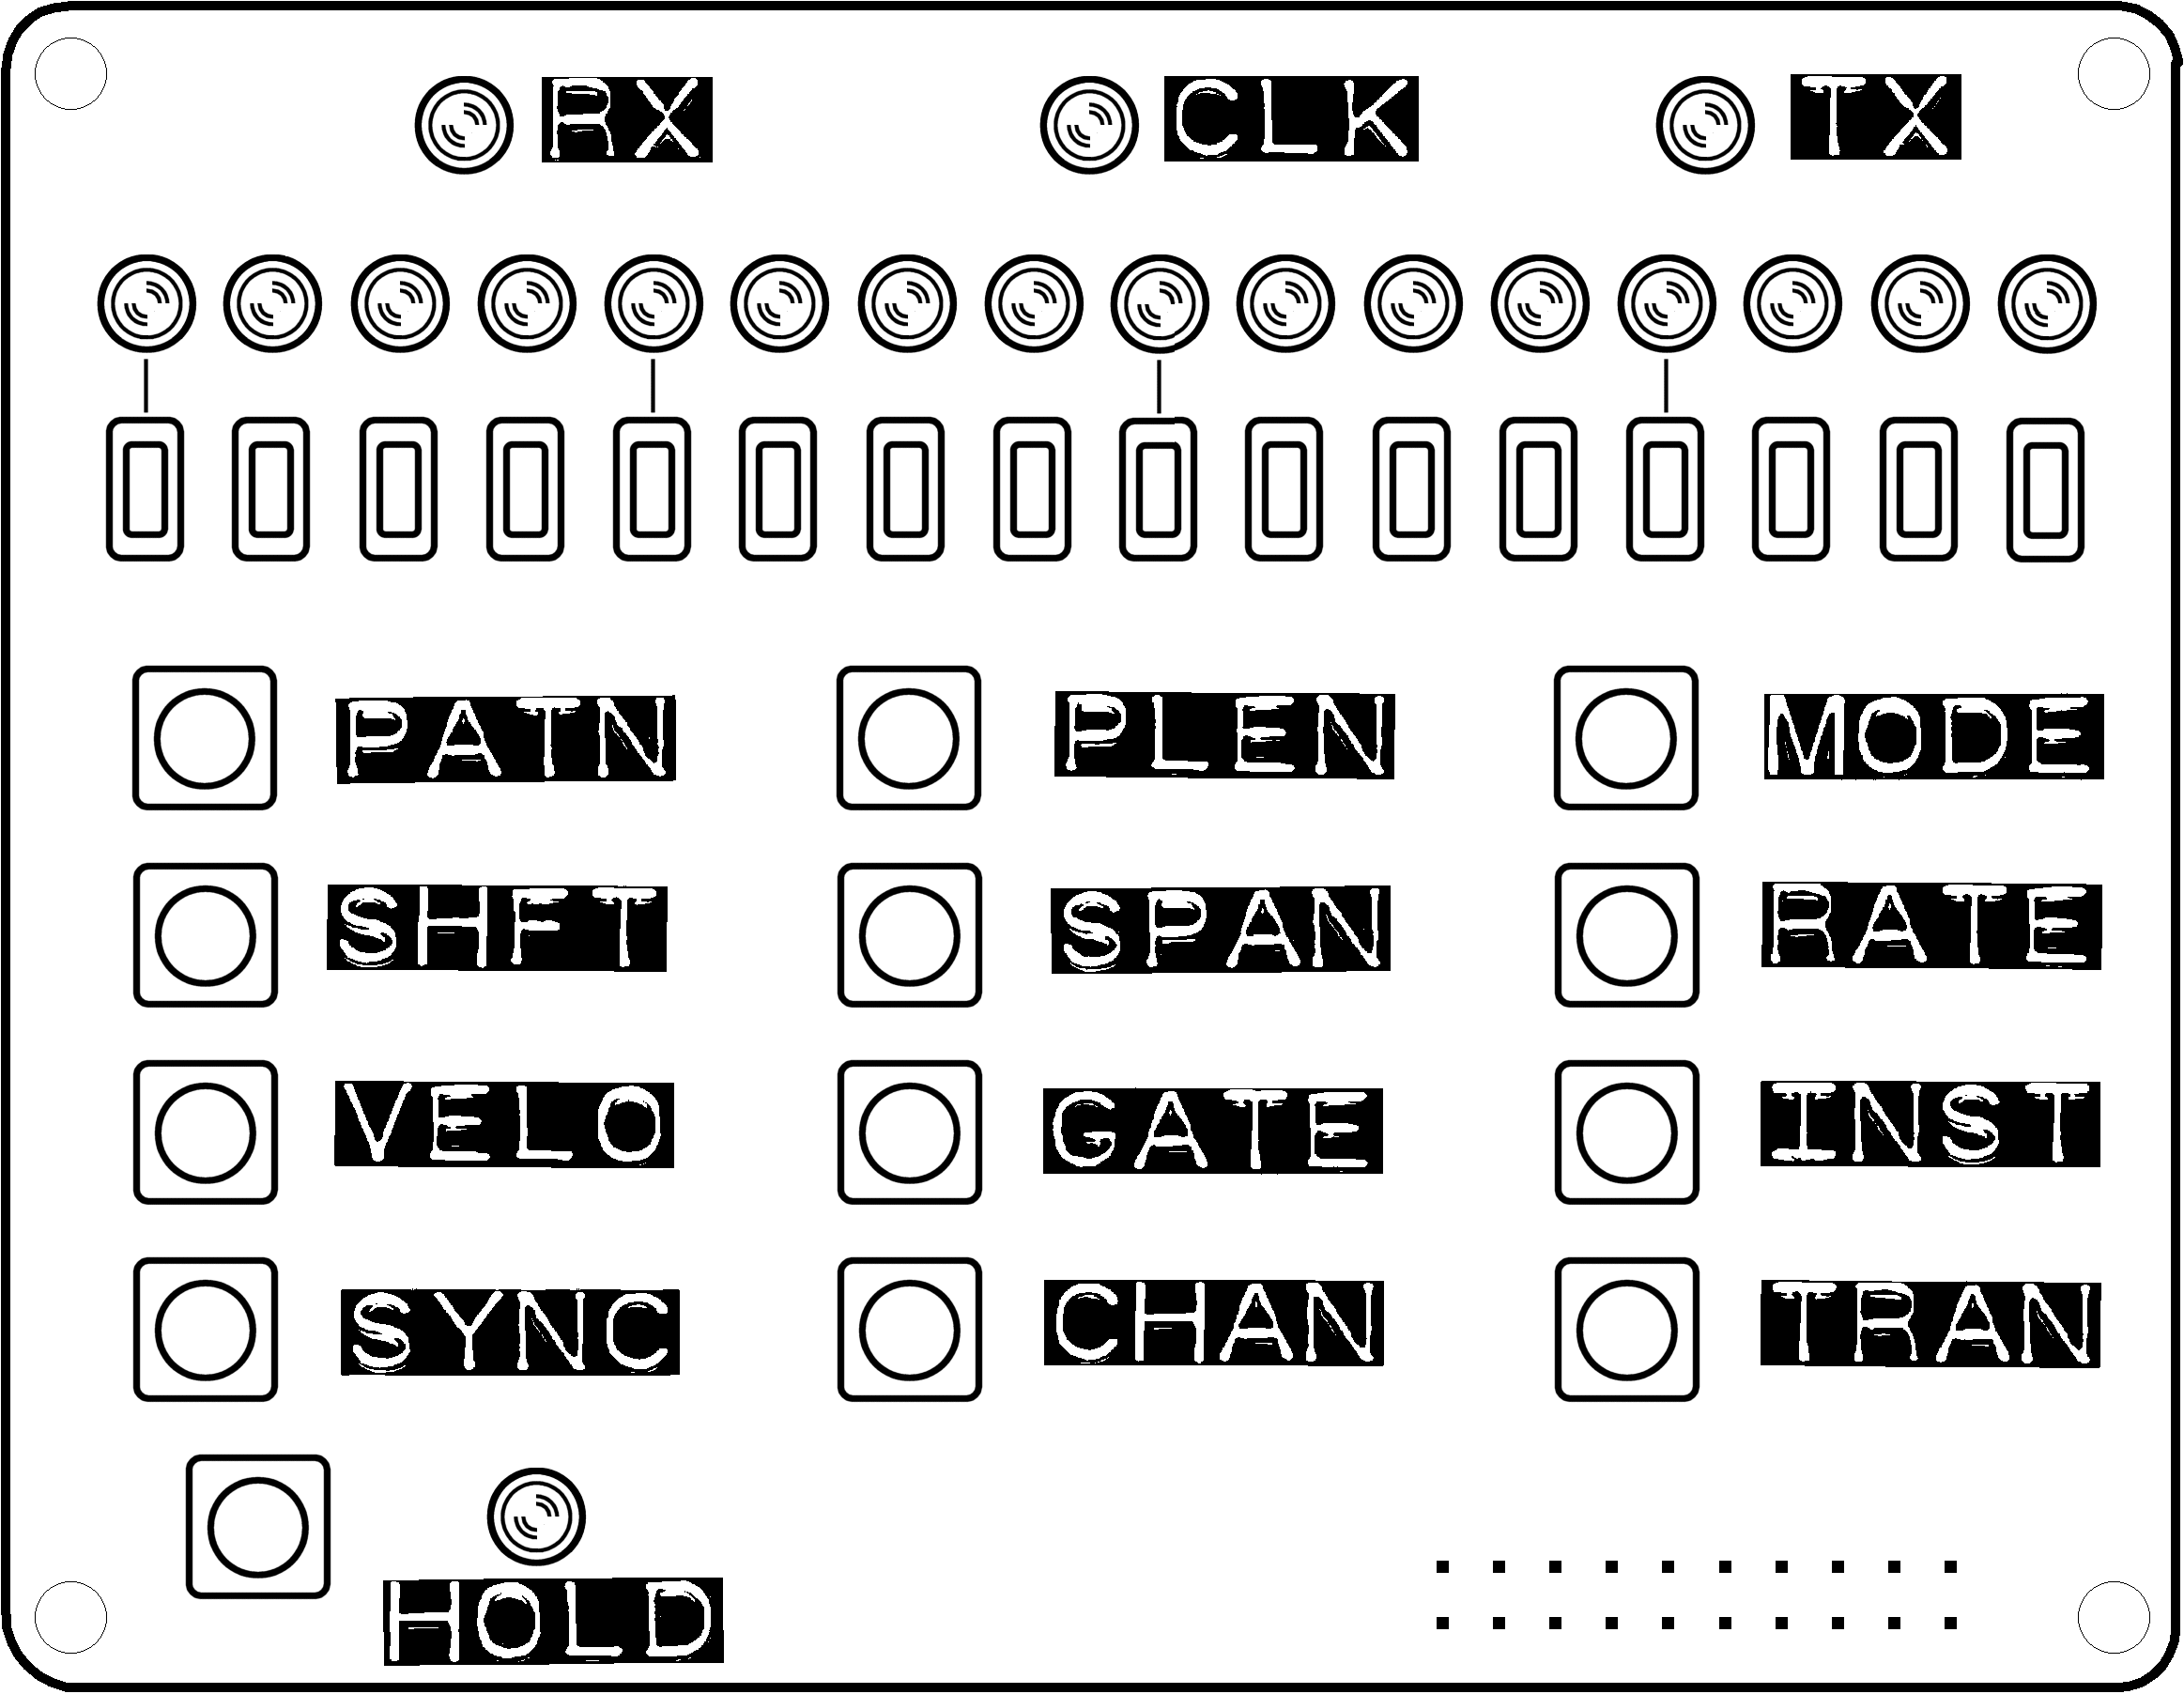 RX CLK TX
PATN PLEN MODE
SHFT SPAN RATE
VELO GATE INST
SYNC CHAN TRAN
HOLD